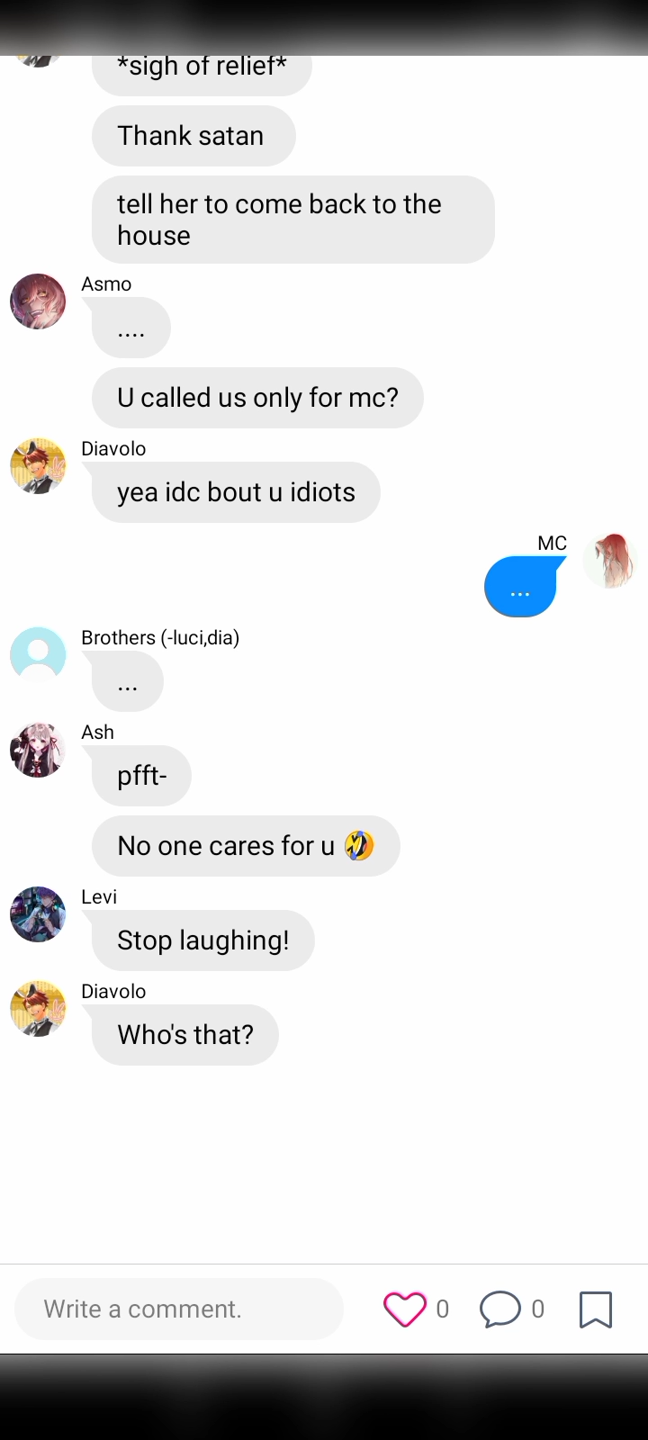 *sigh of relief*
Thank satan
tell her to come back to the
house
Asmo
....
U called us only for mc?
Diavolo
yea idc bout u idiots
MC
...
Brothers (-luci,dia)
...
Ash
pfft-
No one cares for u 🤣
Levi
Stop laughing!
Diavolo
Who's that?
Write a comment.
0
0